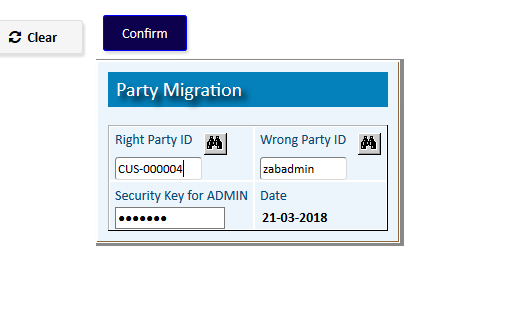 Clear
Confirm
Party Migration
Right Party ID
Wrong Party ID
CUS-000004
zabadmin
Security Key for ADMIN
Date
•••••••
21-03-2018